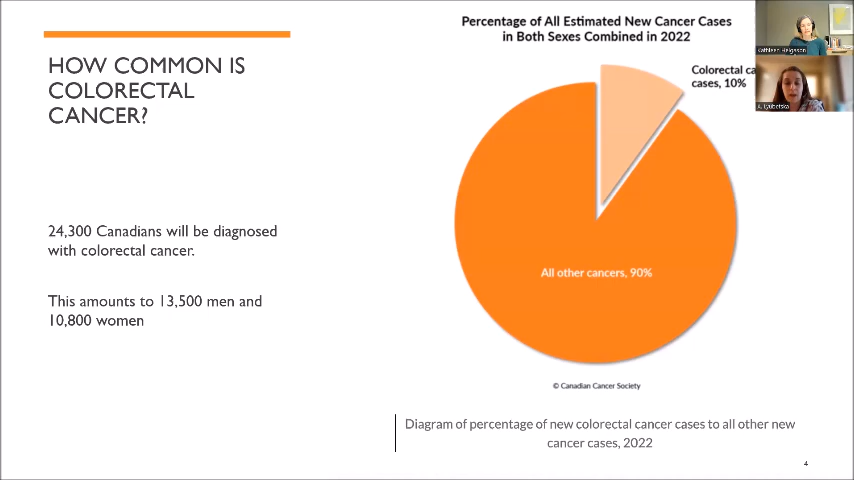 HOW COMMON IS
COLORECTAL
CANCER?
24,300 Canadians will be diagnosed
with colorectal cancer.
This amounts to 13,500 men and
10,800 women
Percentage of All Estimated New Cancer Cases
in Both Sexes Combined in 2022
Colorectal ca
cases, 10%
All other cancers, 90%
© Canadian Cancer Society
Diagram of percentage of new colorectal cancer cases to all other new
cancer cases, 2022
4
Kathleen Helgason
lyubetska